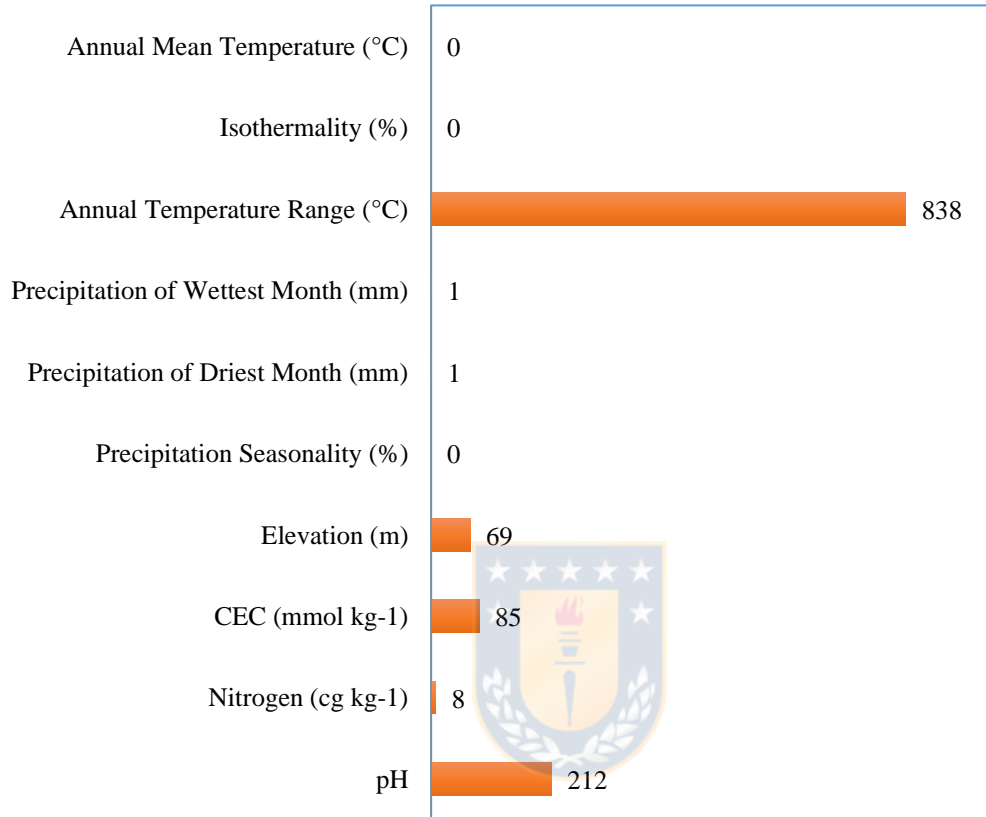 Annual Mean Temperature (°C) 0
Isothermality (%) 0
Annual Temperature Range (°C) 838
Precipitation of Wettest Month (mm) 1
Precipitation of Driest Month (mm) 1
Precipitation Seasonality (%) 0
Elevation (m) 69
CEC (mmol kg-1) 85
Nitrogen (cg kg-1) 8
pH 212